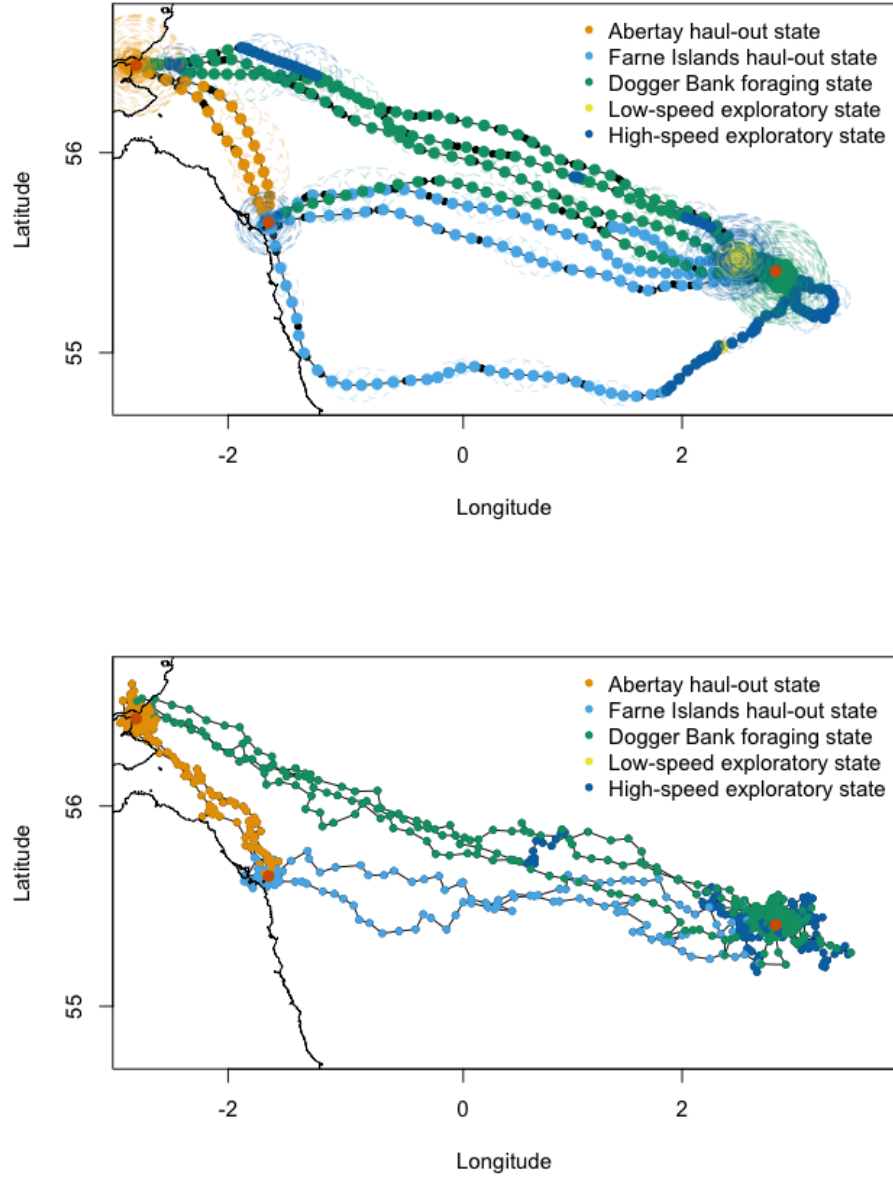 Abertay haul-out state
Farne Islands haul-out state
Dogger Bank foraging state
Low-speed exploratory state
High-speed exploratory state
Latitude
56
55
-2
0
2
Longitude
Abertay haul-out state
Farne Islands haul-out state
Dogger Bank foraging state
Low-speed exploratory state
High-speed exploratory state
Latitude
56
55
-2
0
2
Longitude